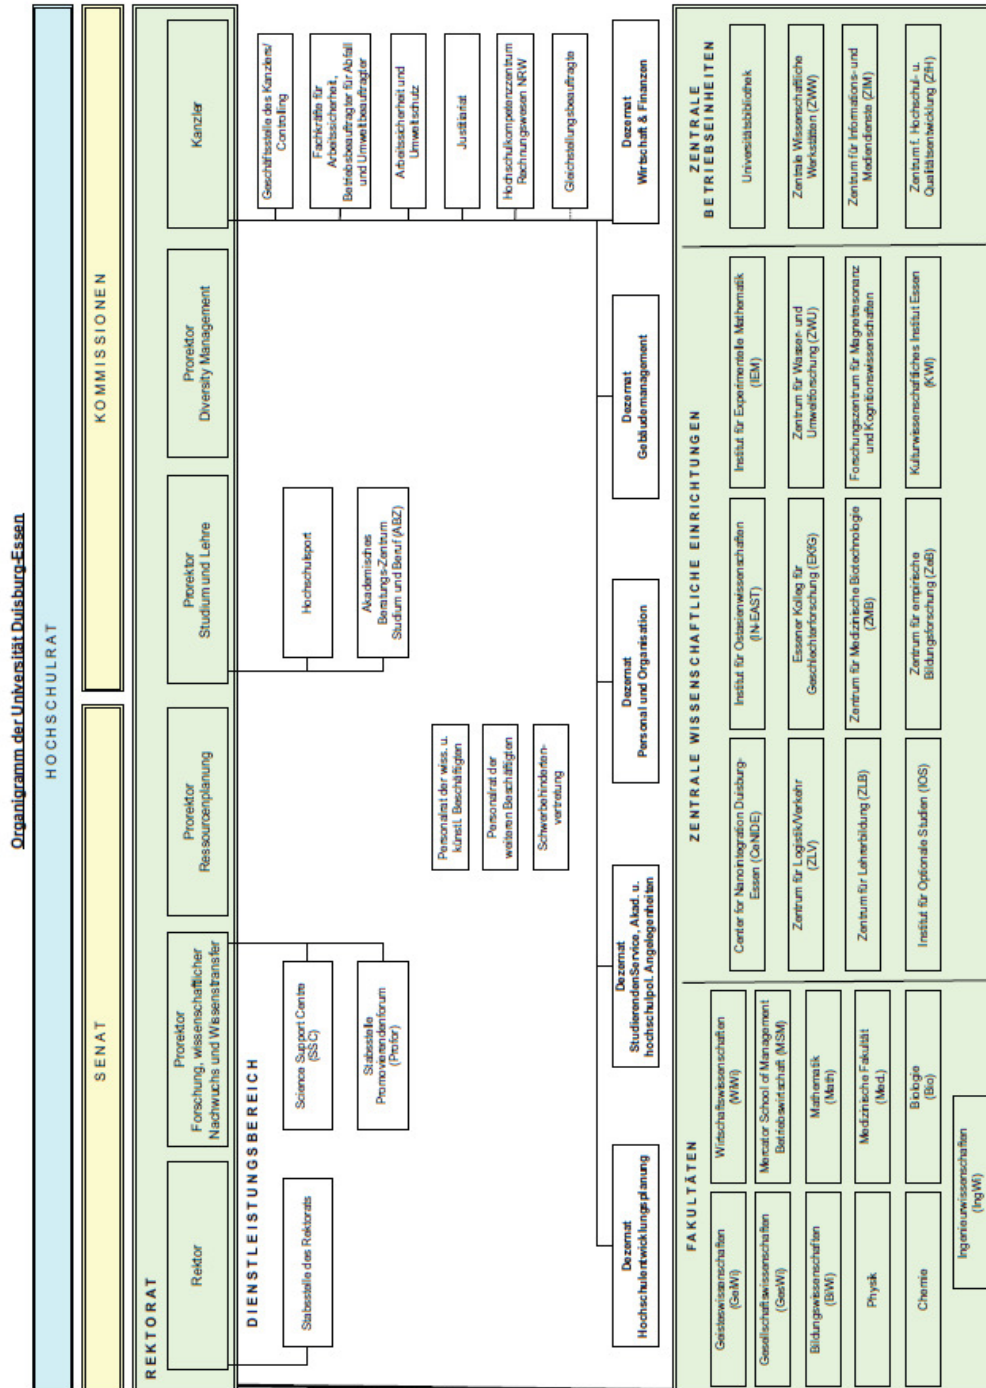 Organigramm der Universität Duisburg-Essen
HOCHSCHULRAT
SENAT
KOMMISSIONEN
REKTORAT
Rektor
Prorektor
Forschung, wissenschaftlicher
Nachwuchs und Wissenstransfer
Prorektor
Ressourcenplanung
Prorektor
Studium und Lehre
Prorektor
Diversity Management
Kanzler
DIENSTLEISTUNGSBEREICH
Stabsstelle des Rektorats
Science Support Centre
(SSC)
Stabsstelle
Promovierendenforum
(Profor)
Personalrat der wiss. u.
künstl. Beschäftigten
Personalrat der
weiteren Beschäftigten
Schwerbehinderten-
vertretung
Hochschulsport
Akademisches
Beratungs-Zentrum
Studium und Beruf (ABZ)
Geschäftsstelle des Kanzlers/
Controlling
Fachkräfte für
Arbeitssicherheit,
Betriebsbeauftragter für Abfall
und Umweltbeauftragter
Arbeitssicherheit und
Umweltschutz
Justitiariat
Hochschulkompetenzzentrum
Rechnungswesen NRW
Gleichstellungsbeauftragte
Dezernat
Hochschulentwicklungsplanung
Dezernat
StudierendenService, Akad. u.
hochschulpol. Angelegenheiten
Dezernat
Personal und Organisation
Dezernat
Gebäudemanagement
Dezernat
Wirtschaft & Finanzen
FAKULTÄTEN
Geisteswissenschaften
(GeiWi)
Wirtschaftswissenschaften
(WiWi)
Gesellschaftswissenschaften
(GesWi)
Mercator School of Management
Betriebswirtschaft (MSM)
Bildungswissenschaften
(BiWi)
Mathematik
(Math)
Physik
Medizinische Fakultät
(Med.)
Chemie
Biologie
(Bio)
Ingenieurwissenschaften
(IngWi)
ZENTRALE WISSENSCHAFTLICHE EINRICHTUNGEN
Center for Nanointegration Duisburg-
Essen (CeNIDE)
Institut für Ostasienwissenschaften
(IN-EAST)
Institut für Experimentelle Mathematik
(IEM)
Zentrum für Logistik/Verkehr
(ZLV)
Essener Kolleg für
Geschlechterforschung (EKfG)
Zentrum für Wasser- und
Umweltforschung (ZWU)
Zentrum für Lehrerbildung (ZLB)
Zentrum für Medizinische Biotechnologie
(ZMB)
Forschungszentrum für Magnetresonanz
und Kognitionswissenschaften
Institut für Optionale Studien (IOS)
Zentrum für empirische
Bildungsforschung (ZeB)
Kulturwissenschaftliches Institut Essen
(KWI)
ZENTRALE
BETRIEBSEINHEITEN
Universitätsbibliothek
Zentrale Wissenschaftliche
Werkstätten (ZWW)
Zentrum für Informations- und
Mediendienste (ZIM)
Zentrum f. Hochschul- u.
Qualitätsentwicklung (ZfH)